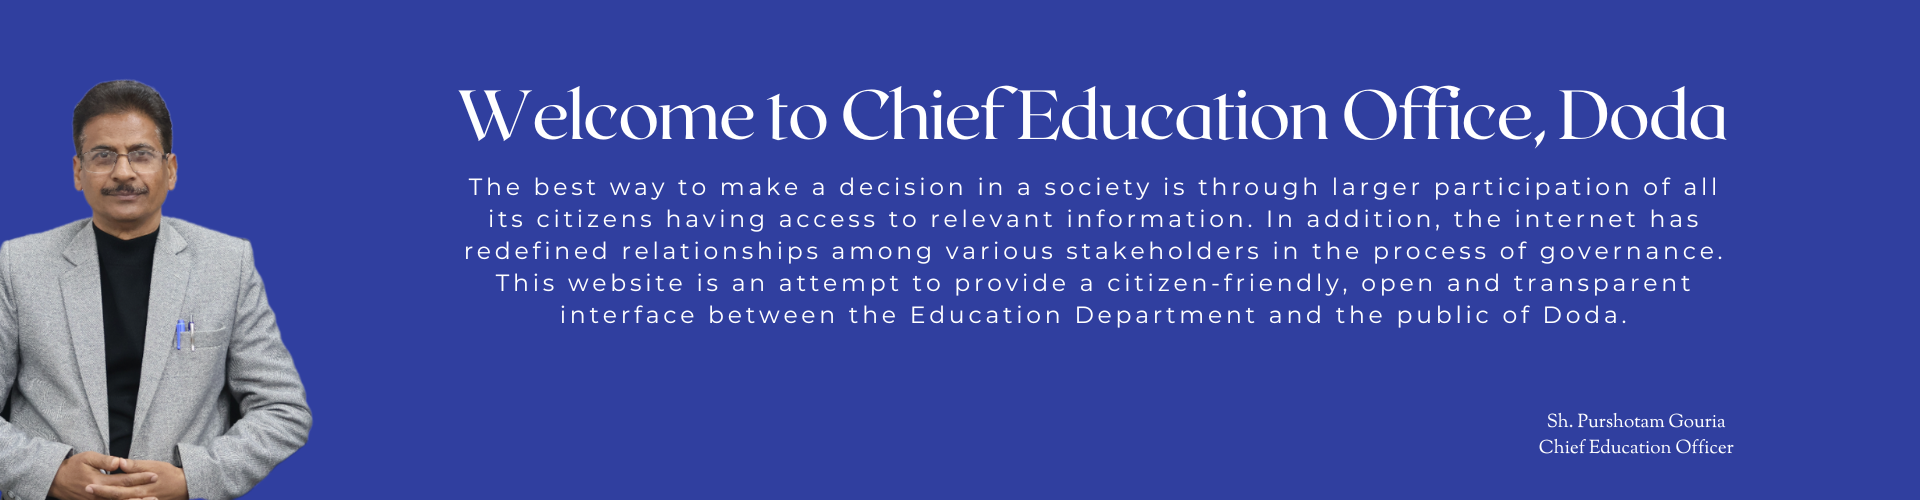 Welcome to Chief Education Office, Doda
The best way to make a decision in a society is through larger participation of all
its citizens having access to relevant information. In addition, the internet has
redefined relationships among various stakeholders in the process of governance.
This website is an attempt to provide a citizen-friendly, open and transparent
interface between the Education Department and the public of Doda.
Sh. Purshotam Gouria
Chief Education Officer